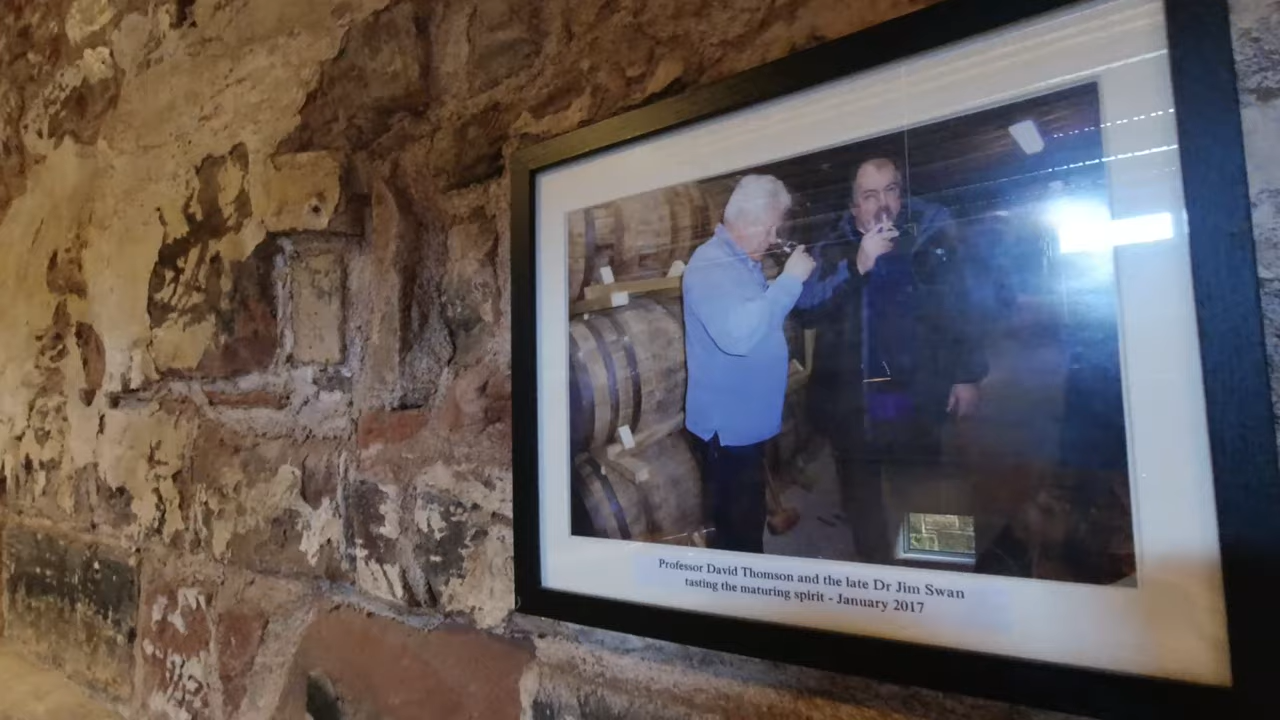 Professor David Thomson and the late Dr Jim Swan
tasting the maturing spirit - January 2017